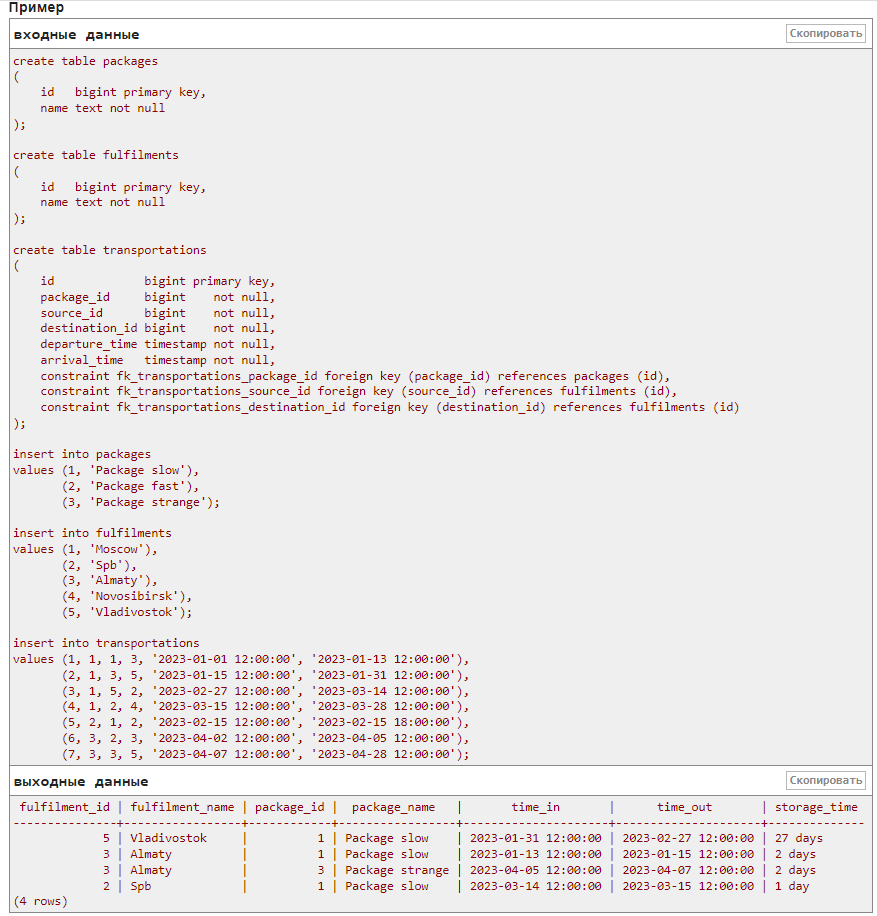 Пример
входные данные
Скопировать
create table packages
(
    id   bigint primary key,
    name text not null
);

create table fulfilments
(
    id   bigint primary key,
    name text not null
);

create table transportations
(
    id             bigint primary key,
    package_id     bigint    not null,
    source_id      bigint    not null,
    destination_id bigint    not null,
    departure_time timestamp not null,
    arrival_time   timestamp not null,
    constraint fk_transportations_package_id foreign key (package_id) references packages (id),
    constraint fk_transportations_source_id foreign key (source_id) references fulfilments (id),
    constraint fk_transportations_destination_id foreign key (destination_id) references fulfilments (id)
);

insert into packages
values (1, 'Package slow'),
       (2, 'Package fast'),
       (3, 'Package strange');

insert into fulfilments
values (1, 'Moscow'),
       (2, 'Spb'),
       (3, 'Almaty'),
       (4, 'Novosibirsk'),
       (5, 'Vladivostok');

insert into transportations
values (1, 1, 1, 3, '2023-01-01 12:00:00', '2023-01-13 12:00:00'),
       (2, 1, 3, 5, '2023-01-15 12:00:00', '2023-01-31 12:00:00'),
       (3, 1, 5, 2, '2023-02-27 12:00:00', '2023-03-14 12:00:00'),
       (4, 1, 2, 4, '2023-03-15 12:00:00', '2023-03-28 12:00:00'),
       (5, 2, 1, 2, '2023-02-15 12:00:00', '2023-02-15 18:00:00'),
       (6, 3, 2, 3, '2023-04-02 12:00:00', '2023-04-05 12:00:00'),
       (7, 3, 3, 5, '2023-04-07 12:00:00', '2023-04-28 12:00:00');
выходные данные
Скопировать
 fulfilment_id | fulfilment_name | package_id |  package_name   |       time_in       |      time_out       | storage_time
---------------+-----------------+------------+-----------------+---------------------+---------------------+--------------
             5 | Vladivostok     |          1 | Package slow    | 2023-01-31 12:00:00 | 2023-02-27 12:00:00 | 27 days
             3 | Almaty          |          1 | Package slow    | 2023-01-13 12:00:00 | 2023-01-15 12:00:00 | 2 days
             3 | Almaty          |          3 | Package strange | 2023-04-05 12:00:00 | 2023-04-07 12:00:00 | 2 days
             2 | Spb             |          1 | Package slow    | 2023-03-14 12:00:00 | 2023-03-15 12:00:00 | 1 day
(4 rows)